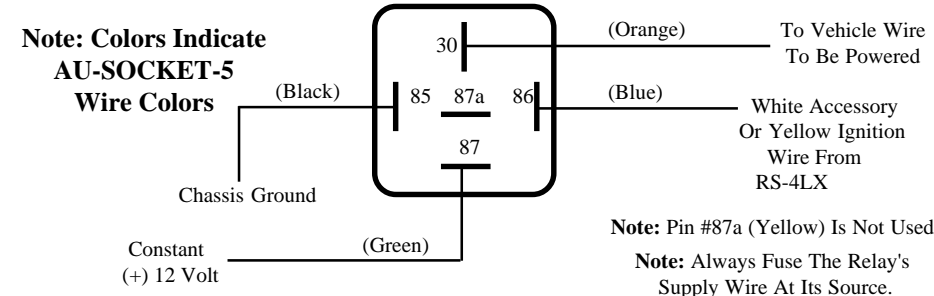 Note: Colors Indicate
AU-SOCKET-5
Wire Colors
30
(Orange)
To Vehicle Wire
To Be Powered
(Black)
85
87a
86
(Blue)
White Accessory
Or Yellow Ignition
Wire From
RS-4LX
87
Chassis Ground
Note: Pin #87a (Yellow) Is Not Used
Constant
(+) 12 Volt
(Green)
Note: Always Fuse The Relay's
Supply Wire At Its Source.